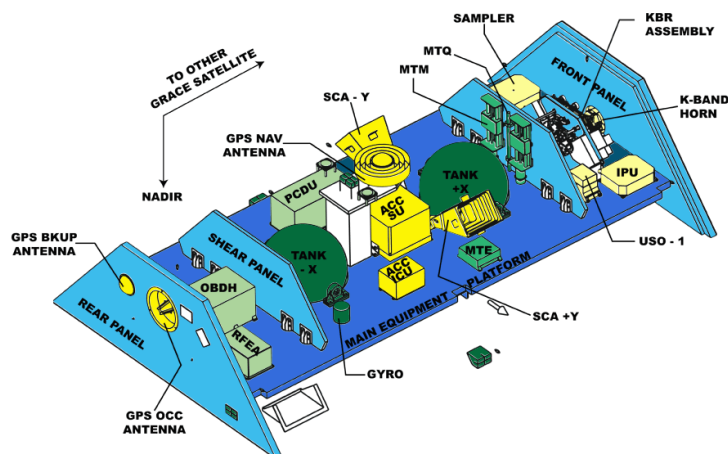 SAMPLER
KBR
ASSEMBLY
MTQ
MTM
TO OTHER
GRACE SATELLITE
FRONT PANEL
SCA - Y
K-BAND
HORN
GPS NAV
ANTENNA
NADIR
PCDU
TANK
+X
IPU
ACC
SU
GPS BKUP
ANTENNA
SHEAR PANEL
USO - 1
TANK
- X
MTE
ACC
ICU
OBDH
MAIN EQUIPMENT PLATFORM
SCA +Y
REAR PANEL
RFEA
GYRO
GPS OCC
ANTENNA